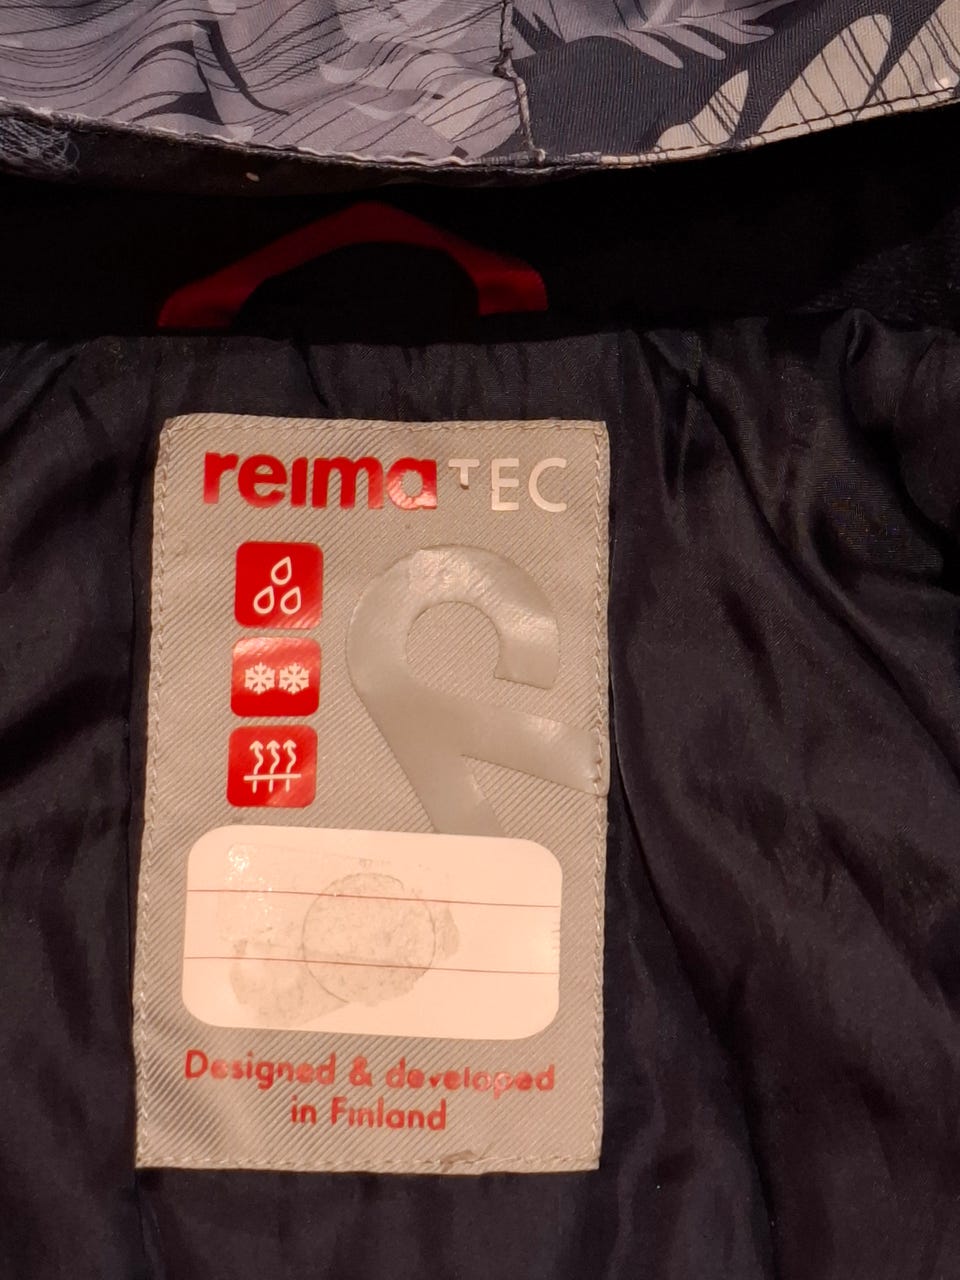 reima TEC
Designed & developed
in Finland